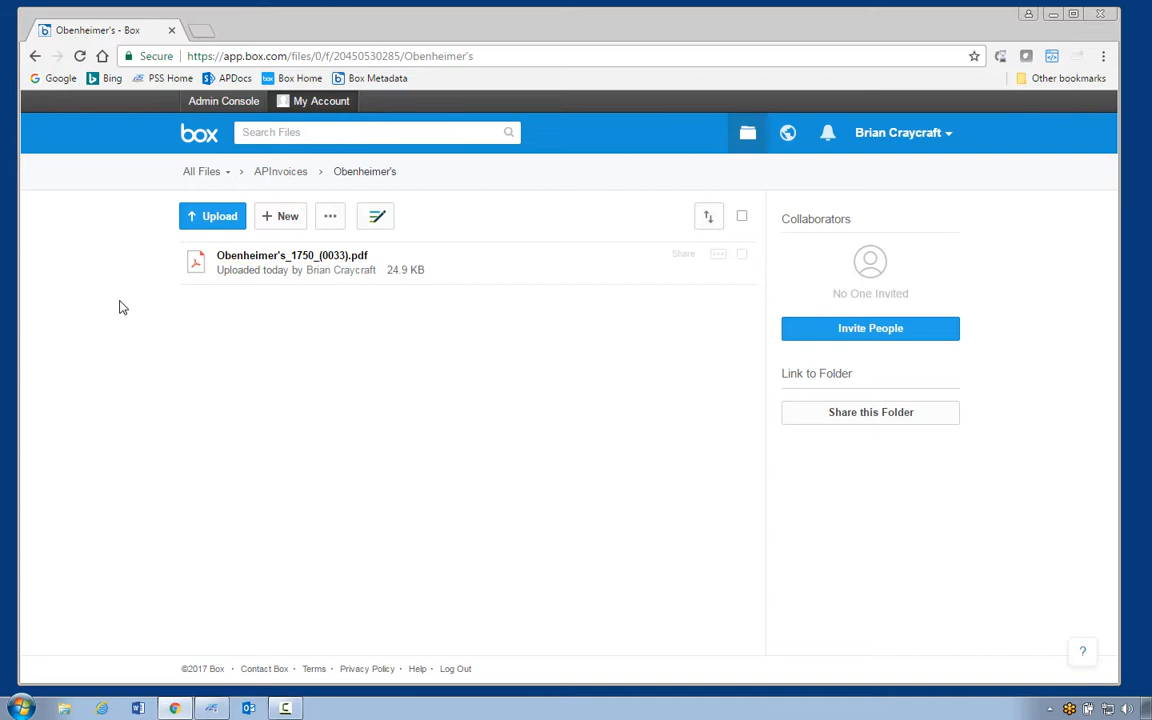 Obenheimer's - Box
Secure https://app.box.com/files/0/f/20450530285/Obenheimer's
Google Bing PSS Home APDocs Box Home Box Metadata Other bookmarks
Admin Console My Account
box Search Files Brian Craycraft
All Files > APInvoices > Obenheimer's
Upload + New ...
Collaborators
Obenheimer's_1750_(0033).pdf Share
Uploaded today by Brian Craycraft 24.9 KB
No One Invited
Invite People
Link to Folder
Share this Folder
?
©2017 Box · Contact Box · Terms · Privacy Policy · Help · Log Out